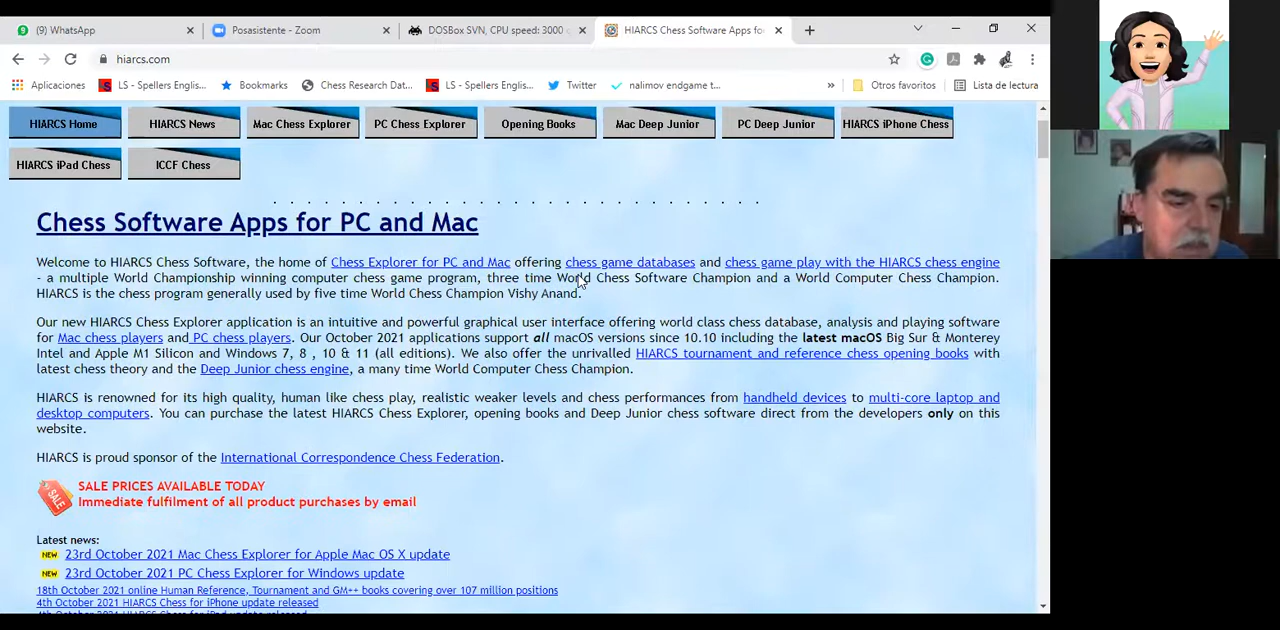 (9) WhatsApp
Posasistente - Zoom
DOSBox SVN, CPU speed: 3000
HIARCS Chess Software Apps fo
hiarcs.com
Aplicaciones
LS - Spellers Englis...
Bookmarks
Chess Research Dat...
LS - Spellers Englis...
Twitter
nalimov endgame t...
»
Otros favoritos
Lista de lectura
HIARCS Home
HIARCS News
Mac Chess Explorer
PC Chess Explorer
Opening Books
Mac Deep Junior
PC Deep Junior
HIARCS iPhone Chess
HIARCS iPad Chess
ICCF Chess
Chess Software Apps for PC and Mac
Welcome to HIARCS Chess Software, the home of Chess Explorer for PC and Mac offering chess game databases and chess game play with the HIARCS chess engine
- a multiple World Championship winning computer chess game program, three time World Chess Software Champion and a World Computer Chess Champion.
HIARCS is the chess program generally used by five time World Chess Champion Vishy Anand.
Our new HIARCS Chess Explorer application is an intuitive and powerful graphical user interface offering world class chess database, analysis and playing software
for Mac chess players and PC chess players. Our October 2021 applications support all macOS versions since 10.10 including the latest macOS Big Sur & Monterey
Intel and Apple M1 Silicon and Windows 7, 8 , 10 & 11 (all editions). We also offer the unrivalled HIARCS tournament and reference chess opening books with
latest chess theory and the Deep Junior chess engine, a many time World Computer Chess Champion.
HIARCS is renowned for its high quality, human like chess play, realistic weaker levels and chess performances from handheld devices to multi-core laptop and
desktop computers. You can purchase the latest HIARCS Chess Explorer, opening books and Deep Junior chess software direct from the developers only on this
website.
HIARCS is proud sponsor of the International Correspondence Chess Federation.
SALE
SALE PRICES AVAILABLE TODAY
Immediate fulfilment of all product purchases by email
Latest news:
NEW 23rd October 2021 Mac Chess Explorer for Apple Mac OS X update
NEW 23rd October 2021 PC Chess Explorer for Windows update
18th October 2021 online Human Reference, Tournament and GM++ books covering over 107 million positions
4th October 2021 HIARCS Chess for iPhone update released
4th October 2021 HIARCS Chess for iPad update released